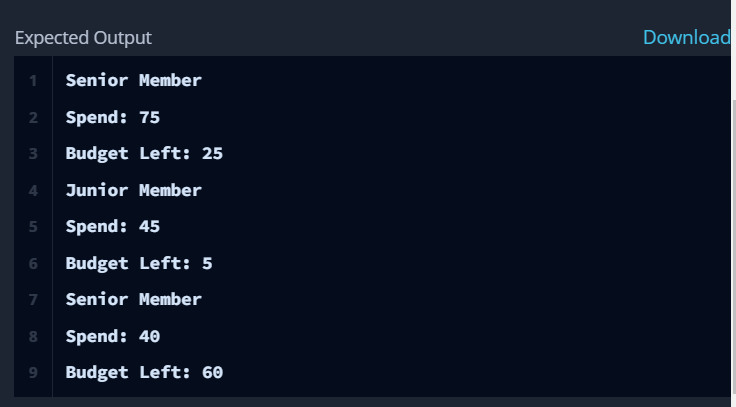 Expected Output
Download
1 Senior Member
2 Spend: 75
3 Budget Left: 25
4 Junior Member
5 Spend: 45
6 Budget Left: 5
7 Senior Member
8 Spend: 40
9 Budget Left: 60